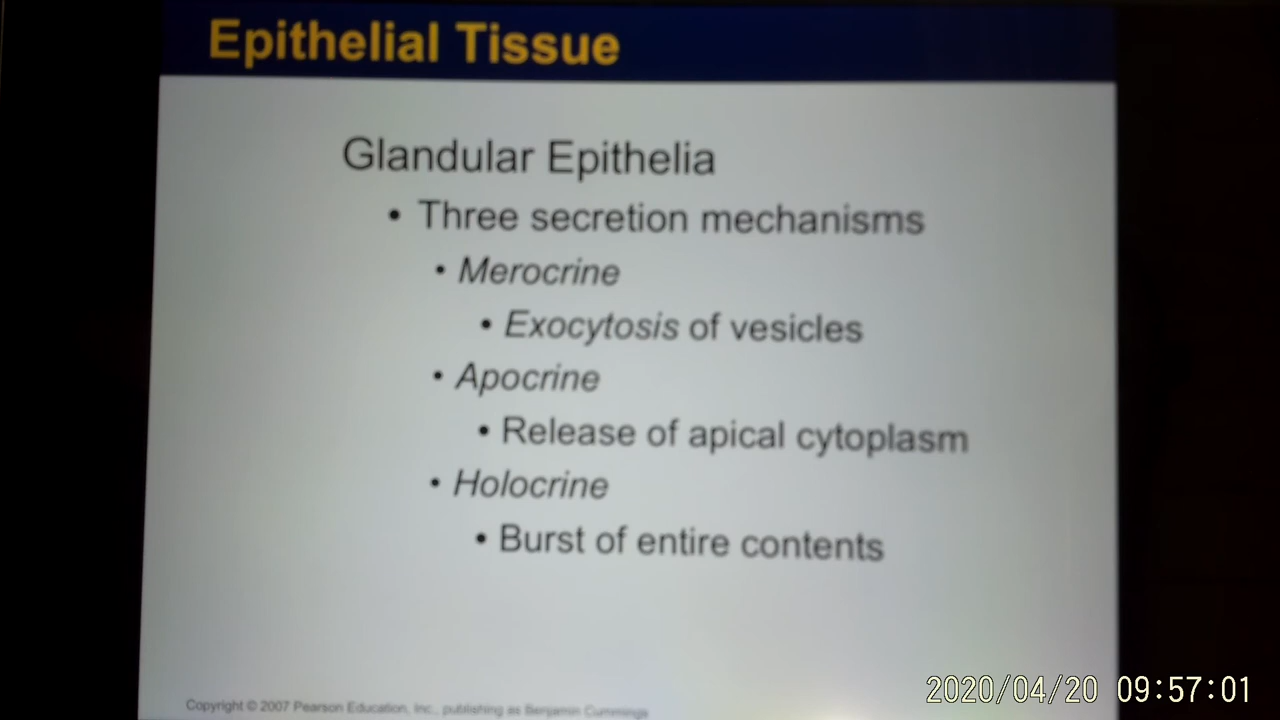 Epithelial Tissue
Glandular Epithelia
• Three secretion mechanisms
• Merocrine
• Exocytosis of vesicles
• Apocrine
• Release of apical cytoplasm
• Holocrine
• Burst of entire contents
Copyright © 2007 Pearson Education, Inc., publishing as Benjamin Cummings
2020/04/20 09:57:01